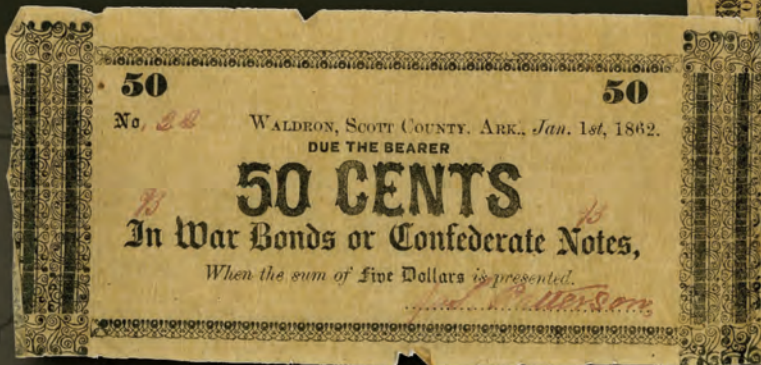 50 50
No. 22 WALDRON, SCOTT COUNTY. ARK., Jan. 1st, 1862.
DUE THE BEARER
50 CENTS
In War Bonds or Confederate Notes,
When the sum of Five Dollars is presented.
Patterson